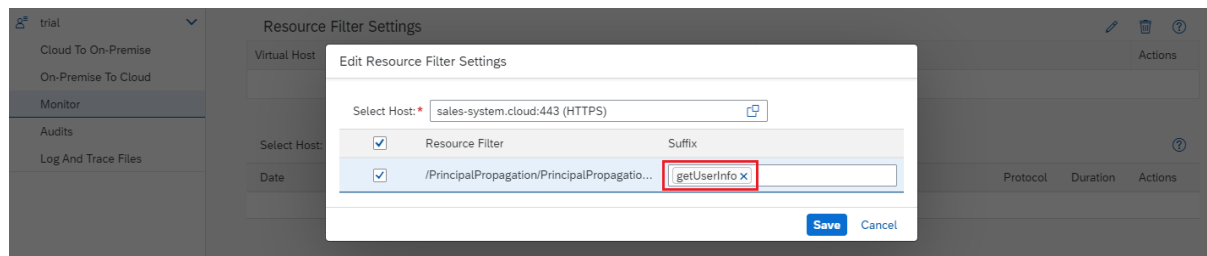 trial
Cloud To On-Premise
On-Premise To Cloud
Monitor
Audits
Log And Trace Files
Resource Filter Settings
Virtual Host
Actions
Edit Resource Filter Settings
Select Host:* sales-system.cloud:443 (HTTPS)
Resource Filter Suffix
/PrincipalPropagation/PrincipalPropagatio... getUserInfo
Save Cancel
Select Host:
Date Protocol Duration Actions